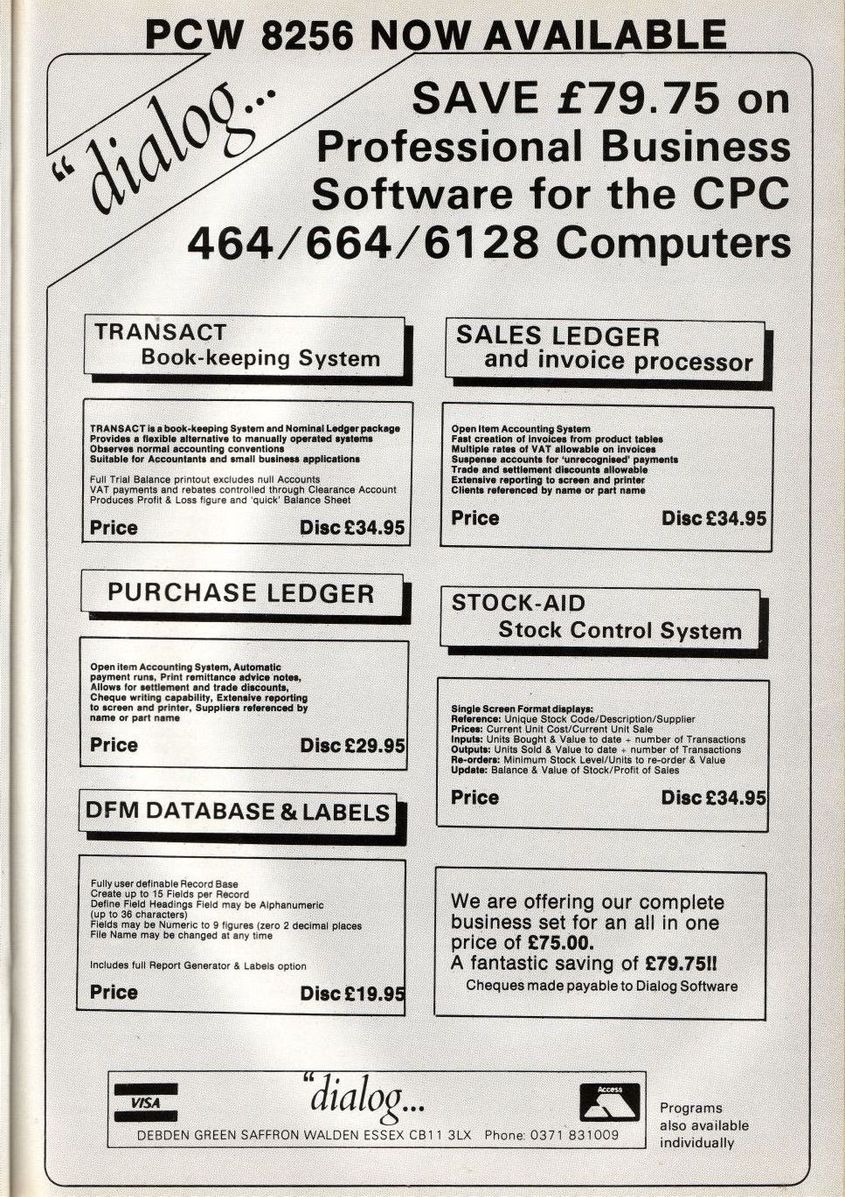 PCW 8256 NOW AVAILABLE
"dialog...
SAVE £79.75 on
Professional Business
Software for the CPC
464/664/6128 Computers
TRANSACT
Book-keeping System
TRANSACT is a book-keeping System and Nominal Ledger package
Provides a flexible alternative to manually operated systems
Observes normal accounting conventions
Suitable for Accountants and small business applications
Full Trial Balance printout excludes null Accounts
VAT payments and rebates controlled through Clearance Account
Produces Profit & Loss figure and 'quick' Balance Sheet
Price Disc £34.95
SALES LEDGER
and invoice processor
Open Item Accounting System
Fast creation of invoices from product tables
Multiple rates of VAT allowable on invoices
Suspense accounts for 'unrecognised' payments
Trade and settlement discounts allowable
Extensive reporting to screen and printer
Clients referenced by name or part name
Price Disc £34.95
PURCHASE LEDGER
Open item Accounting System, Automatic
payment runs, Print remittance advice notes,
Allows for settlement and trade discounts,
Cheque writing capability, Extensive reporting
to screen and printer, Suppliers referenced by
name or part name
Price Disc £29.95
STOCK-AID
Stock Control System
Single Screen Format displays:
Reference: Unique Stock Code/Description/Supplier
Prices: Current Unit Cost/Current Unit Sale
Inputs: Units Bought & Value to date + number of Transactions
Outputs: Units Sold & Value to date + number of Transactions
Re-orders: Minimum Stock Level/Units to re-order & Value
Update: Balance & Value of Stock/Profit of Sales
Price Disc £34.95
DFM DATABASE & LABELS
Fully user definable Record Base
Create up to 15 Fields per Record
Define Field Headings Field may be Alphanumeric
(up to 36 characters)
Fields may be Numeric to 9 figures (zero 2 decimal places
File Name may be changed at any time
Includes full Report Generator & Labels option
Price Disc £19.95
We are offering our complete
business set for an all in one
price of £75.00.
A fantastic saving of £79.75!!
Cheques made payable to Dialog Software
VISA
"dialog...
Access
DEBDEN GREEN SAFFRON WALDEN ESSEX CB11 3LX Phone: 0371 831009
Programs
also available
individually